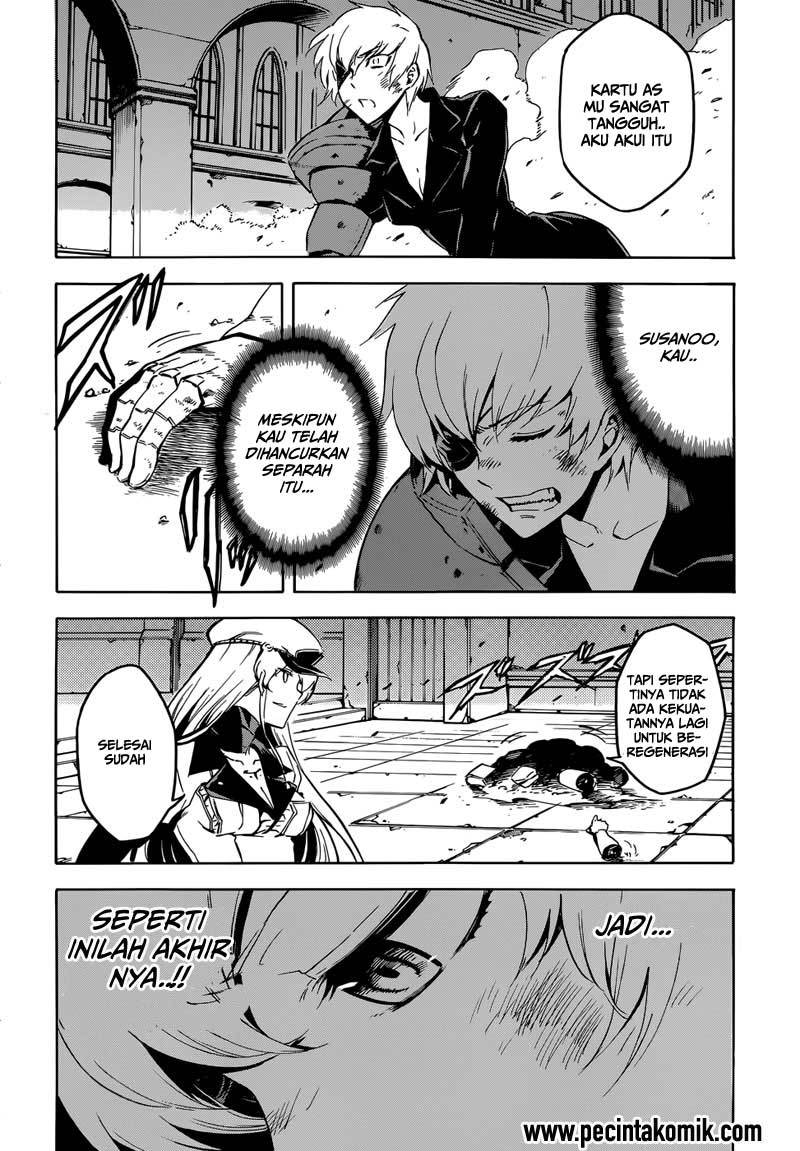 KARTU AS
MU SANGAT
TANGGUH..
AKU AKUI ITU
SUSANOO,
KAU..
MESKIPUN
KAU TELAH
DIHANCURKAN
SEPARAH
ITU...
TAPI SEPER-
TINYA TIDAK
ADA KEKUA-
TANNYA LAGI
UNTUK BE-
REGENERASI
SELESAI
SUDAH
JADI...
SEPERTI
INILAH AKHIR
NYA..!!
www.pecintakomik.com